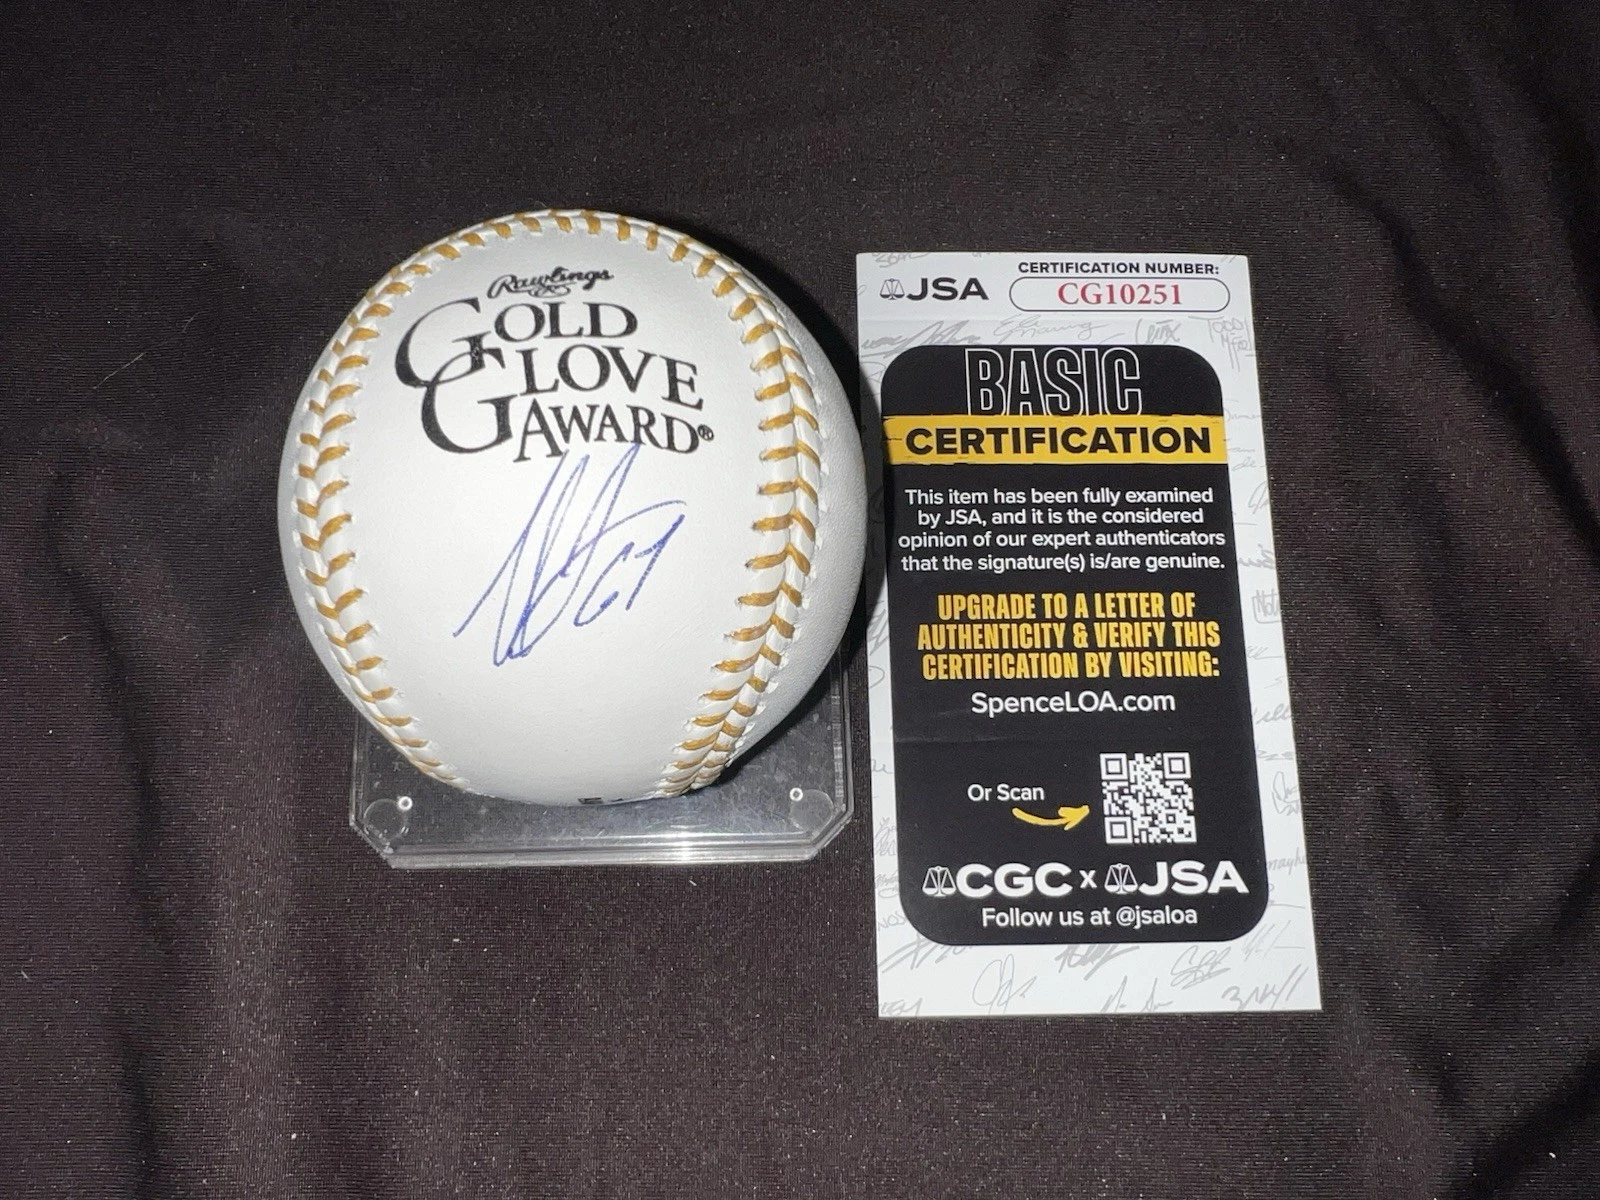 Rawlings
GOLD
GLOVE
AWARD®
67
JSA
CERTIFICATION NUMBER:
CG10251
BASIC
CERTIFICATION
This item has been fully examined
by JSA, and it is the considered
opinion of our expert authenticators
that the signature(s) is/are genuine.
UPGRADE TO A LETTER OF
AUTHENTICITY & VERIFY THIS
CERTIFICATION BY VISITING:
SpenceLOA.com
Or Scan
CGC x JSA
Follow us at @jsaloa